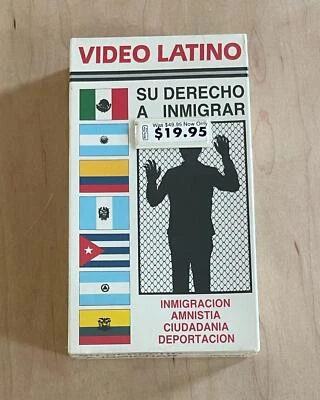 VIDEO LATINO
SU DERECHO
A INMIGRAR
Was $49.95 Now Only
$19.95
INMIGRACION
AMNISTIA
CIUDADANIA
DEPORTACION